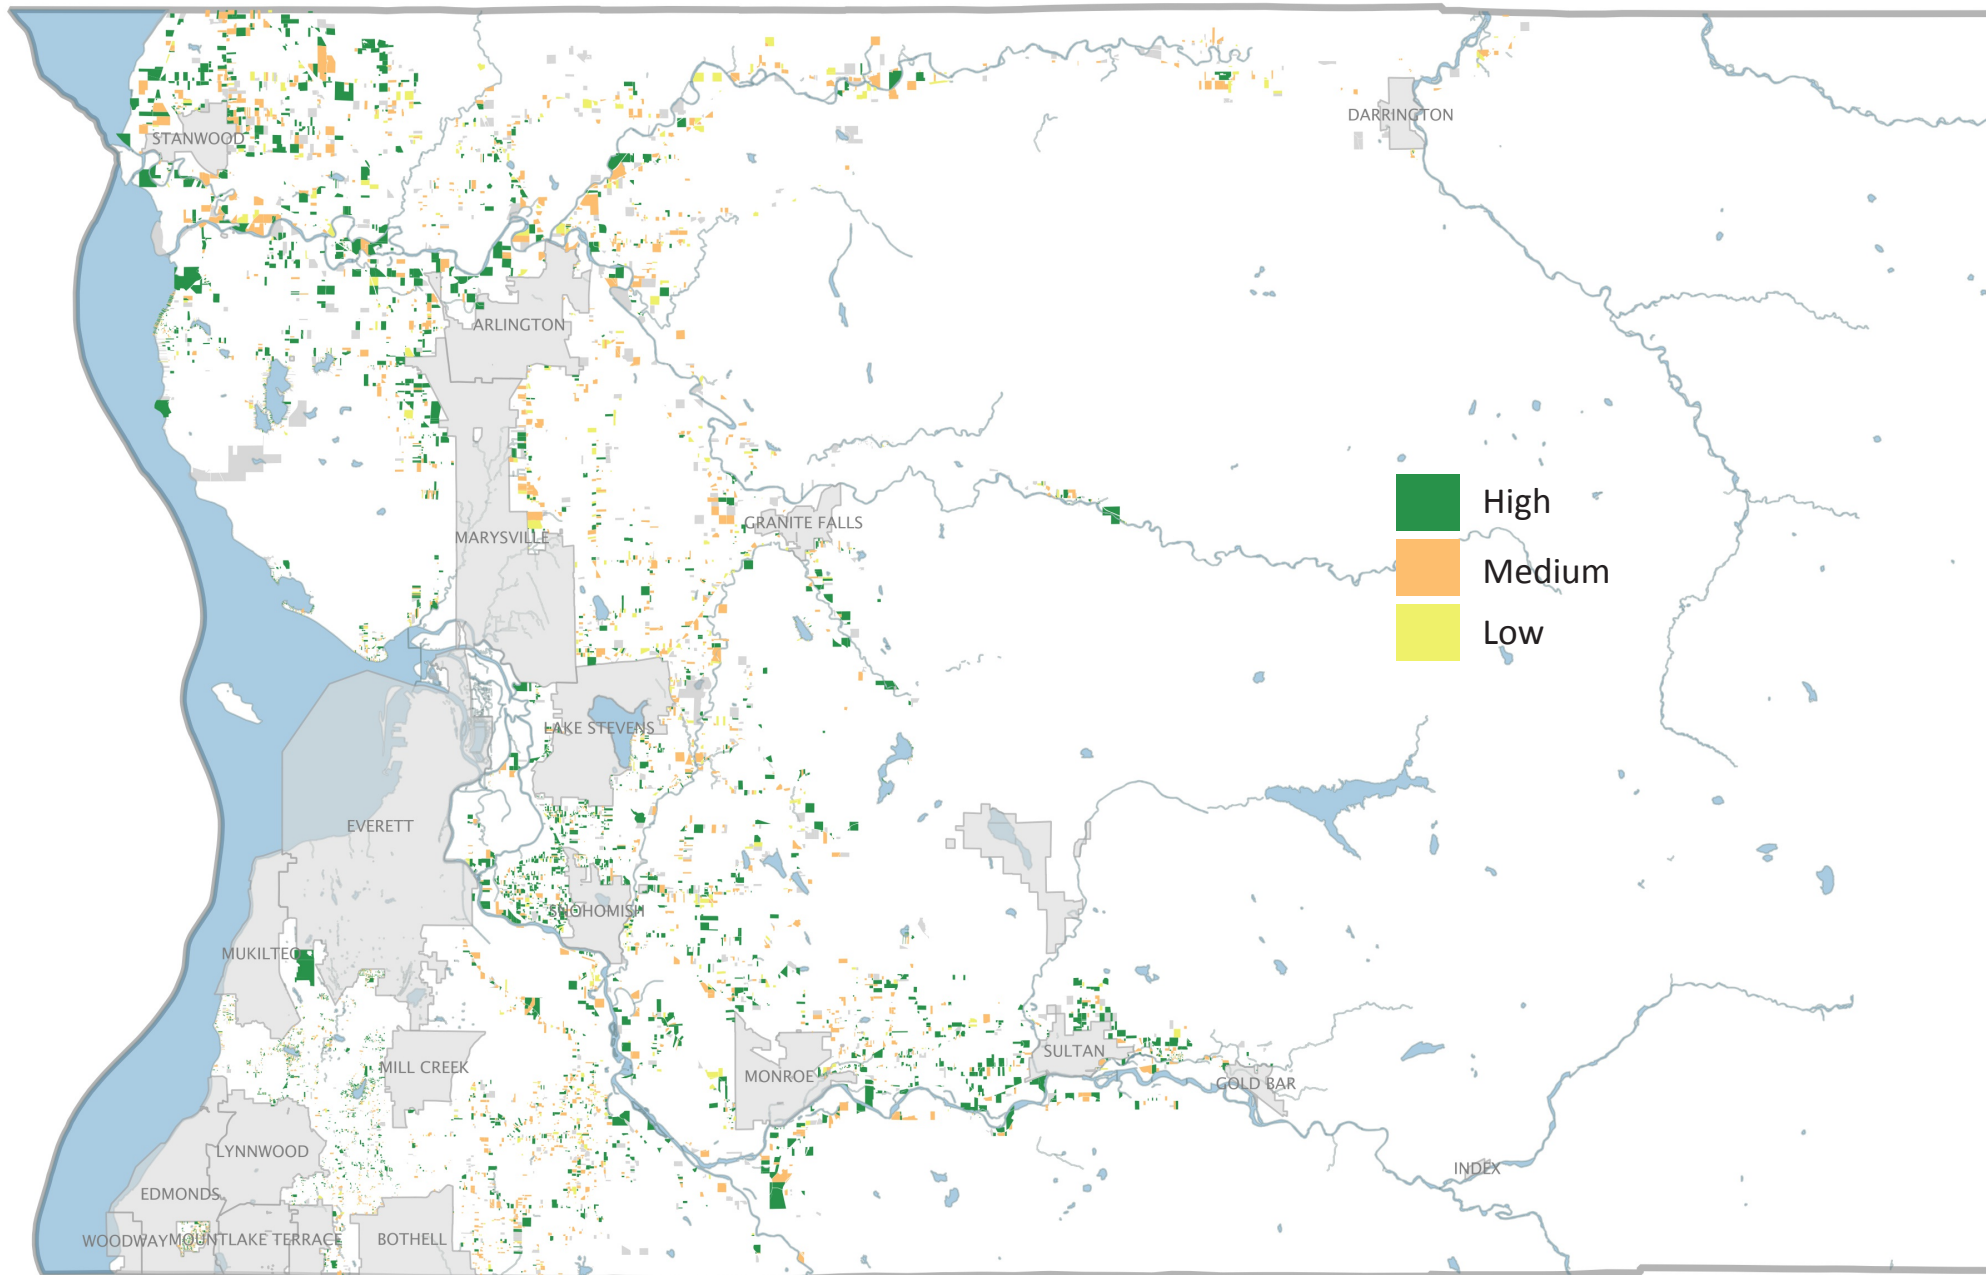 DARRINGTON
STANWOOD
ARLINGTON
High
GRANITE FALLS
MARYSVILLE
Medium
Low
LAKE STEVENS
EVERETT
SNOHOMISH
MUKILTEO
SULTAN
MILL CREEK
MONROE
GOLD BAR
LYNNWOOD
INDEX
EDMONDS
WOODWAY
MOUNTLAKE TERRACE
BOTHELL